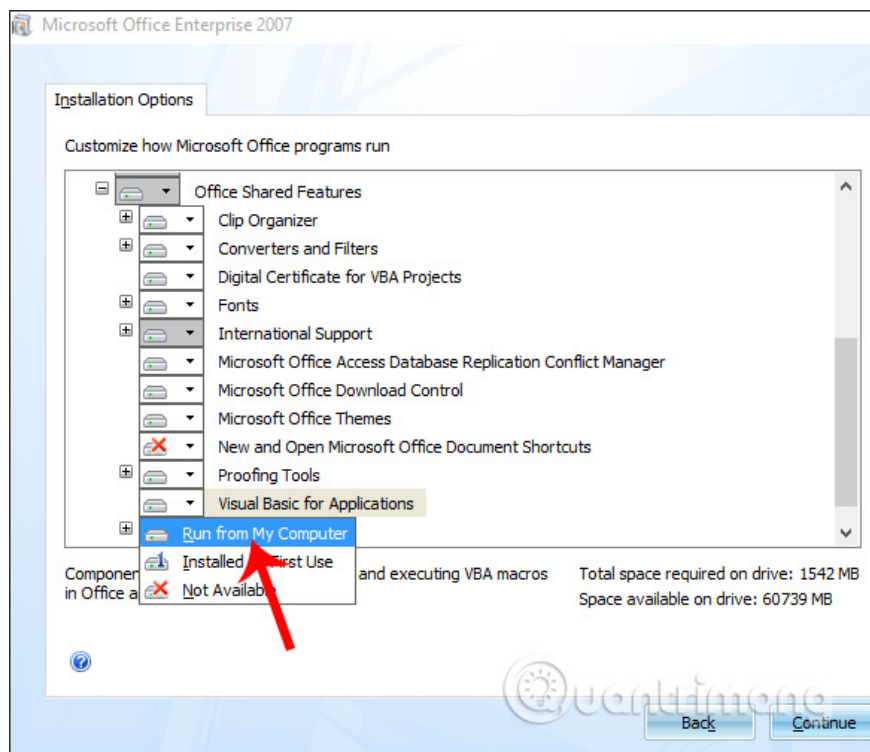 Microsoft Office Enterprise 2007
Installation Options
Customize how Microsoft Office programs run
Office Shared Features
Clip Organizer
Converters and Filters
Digital Certificate for VBA Projects
Fonts
International Support
Microsoft Office Access Database Replication Conflict Manager
Microsoft Office Download Control
Microsoft Office Themes
New and Open Microsoft Office Document Shortcuts
Proofing Tools
Visual Basic for Applications
Run from My Computer
Installed First Use
Not Available
and executing VBA macros
in Office
Total space required on drive: 1542 MB
Space available on drive: 60739 MB
Quantrimang
Back
Continue